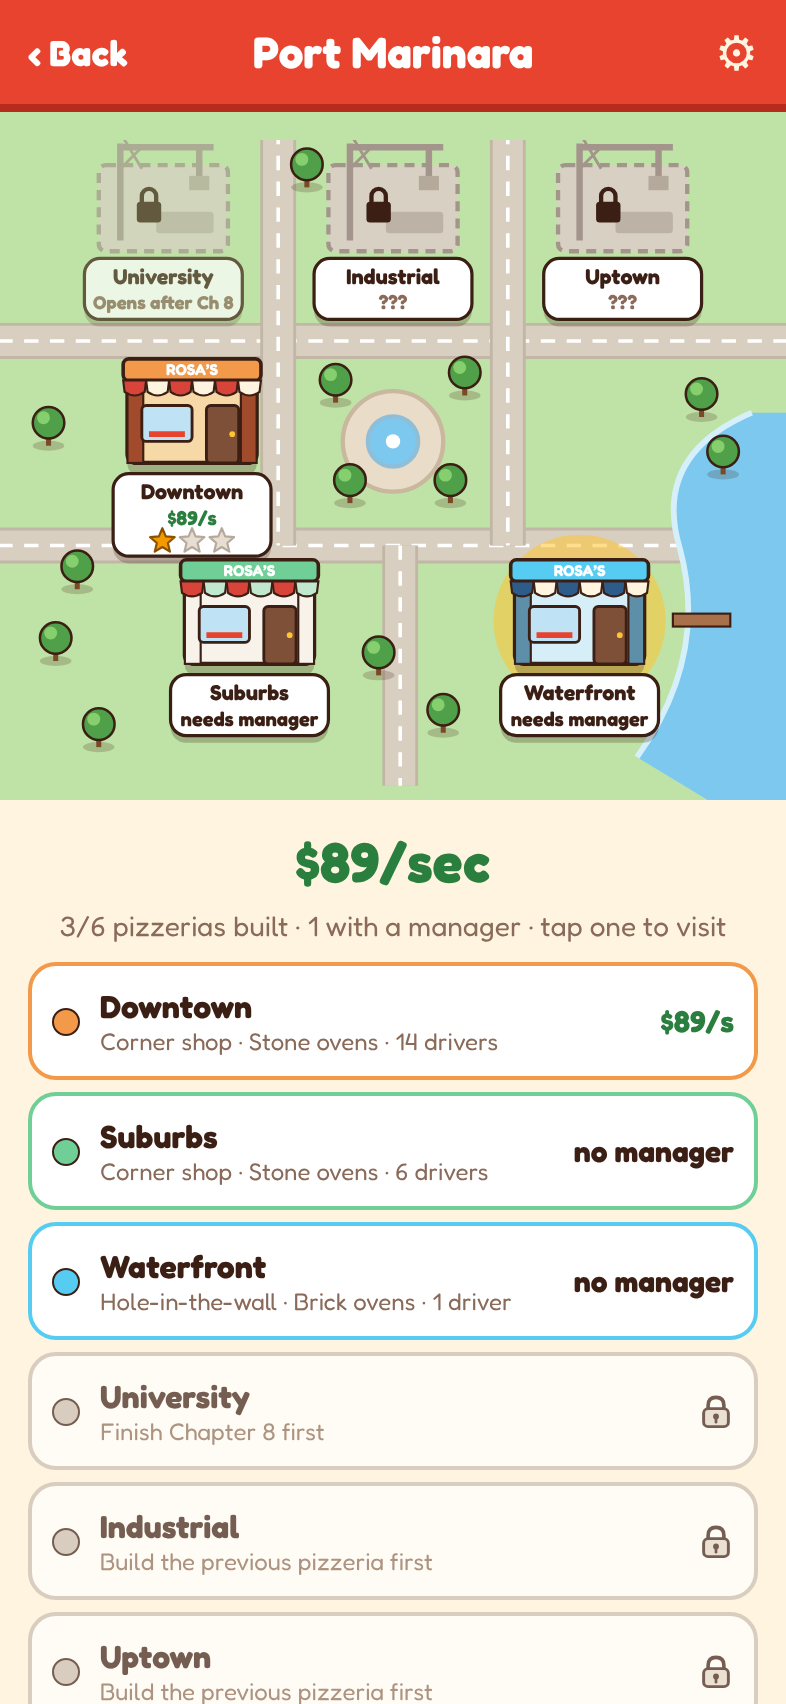 ‹ Back
Port Marinara
University
Opens after Ch 8
Industrial
???
Uptown
???
ROSA'S
Downtown
$89/s
ROSA'S
Suburbs
needs manager
ROSA'S
Waterfront
needs manager
$89/sec
3/6 pizzerias built · 1 with a manager · tap one to visit
Downtown
Corner shop · Stone ovens · 14 drivers
$89/s
Suburbs
Corner shop · Stone ovens · 6 drivers
no manager
Waterfront
Hole-in-the-wall · Brick ovens · 1 driver
no manager
University
Finish Chapter 8 first
Industrial
Build the previous pizzeria first
Uptown
Build the previous pizzeria first